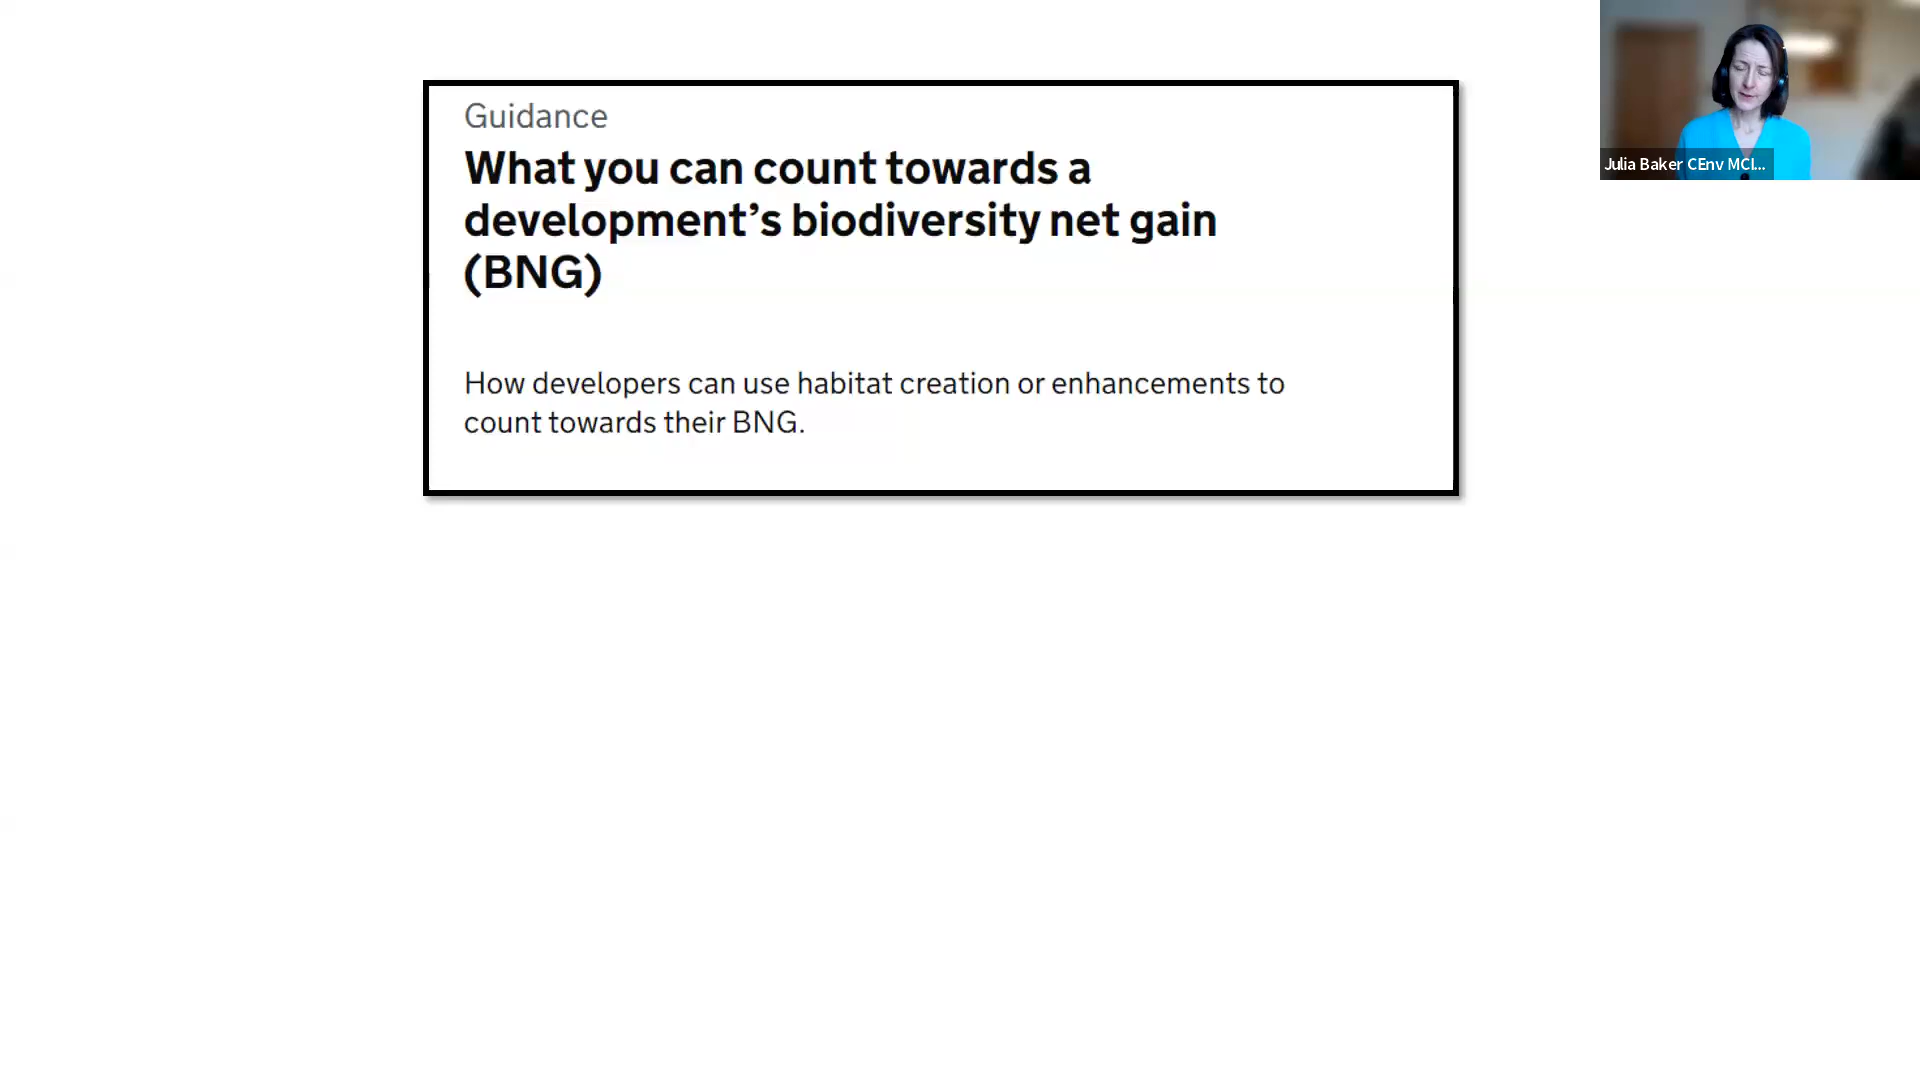 Guidance
What you can count towards a
development’s biodiversity net gain
(BNG)
How developers can use habitat creation or enhancements to
count towards their BNG.
Julia Baker CEnv MCI...